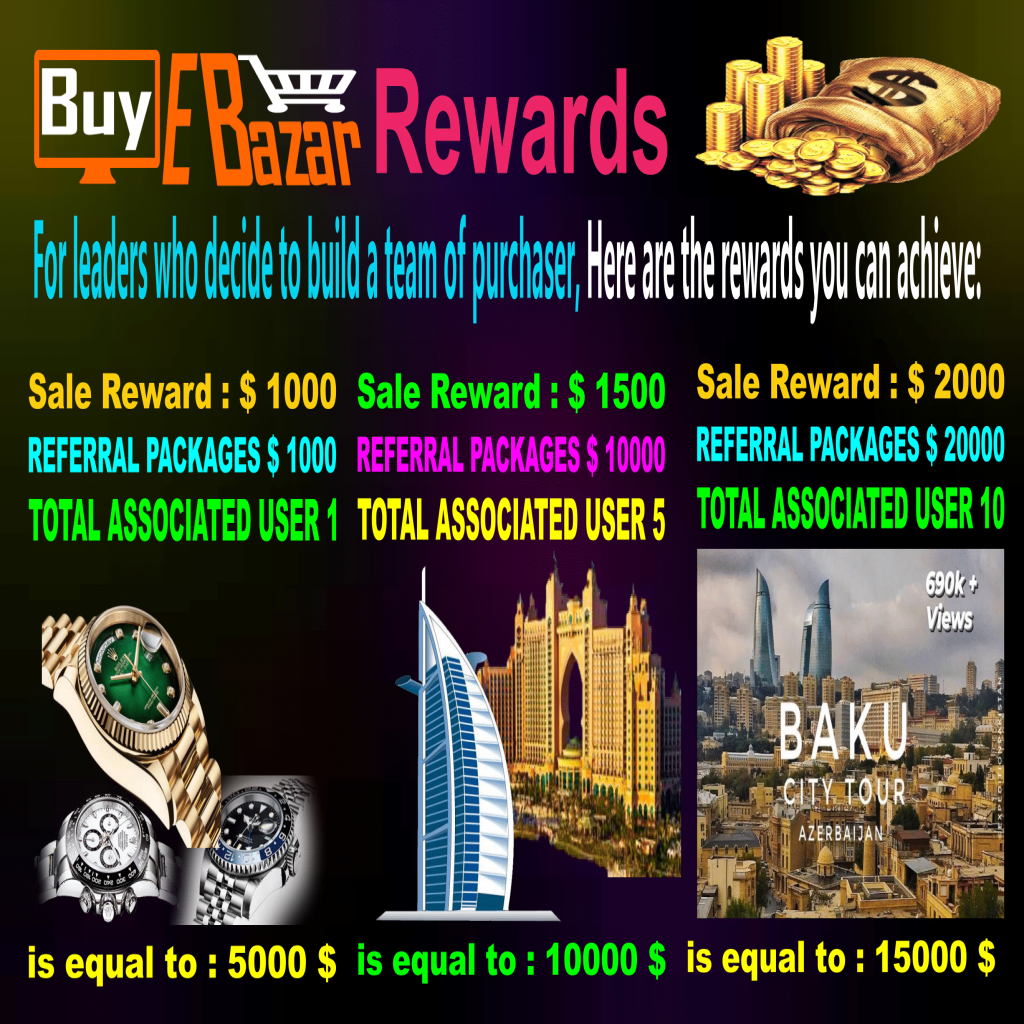 Buy E Bazar Rewards
For leaders who decide to build a team of purchaser, Here are the rewards you can achieve:
Sale Reward : $ 1000
REFERRAL PACKAGES $ 1000
TOTAL ASSOCIATED USER 1
is equal to : 5000 $
Sale Reward : $ 1500
REFERRAL PACKAGES $ 10000
TOTAL ASSOCIATED USER 5
is equal to : 10000 $
Sale Reward : $ 2000
REFERRAL PACKAGES $ 20000
TOTAL ASSOCIATED USER 10
690k +
Views
BAKU
CITY TOUR
AZERBAIJAN
is equal to : 15000 $